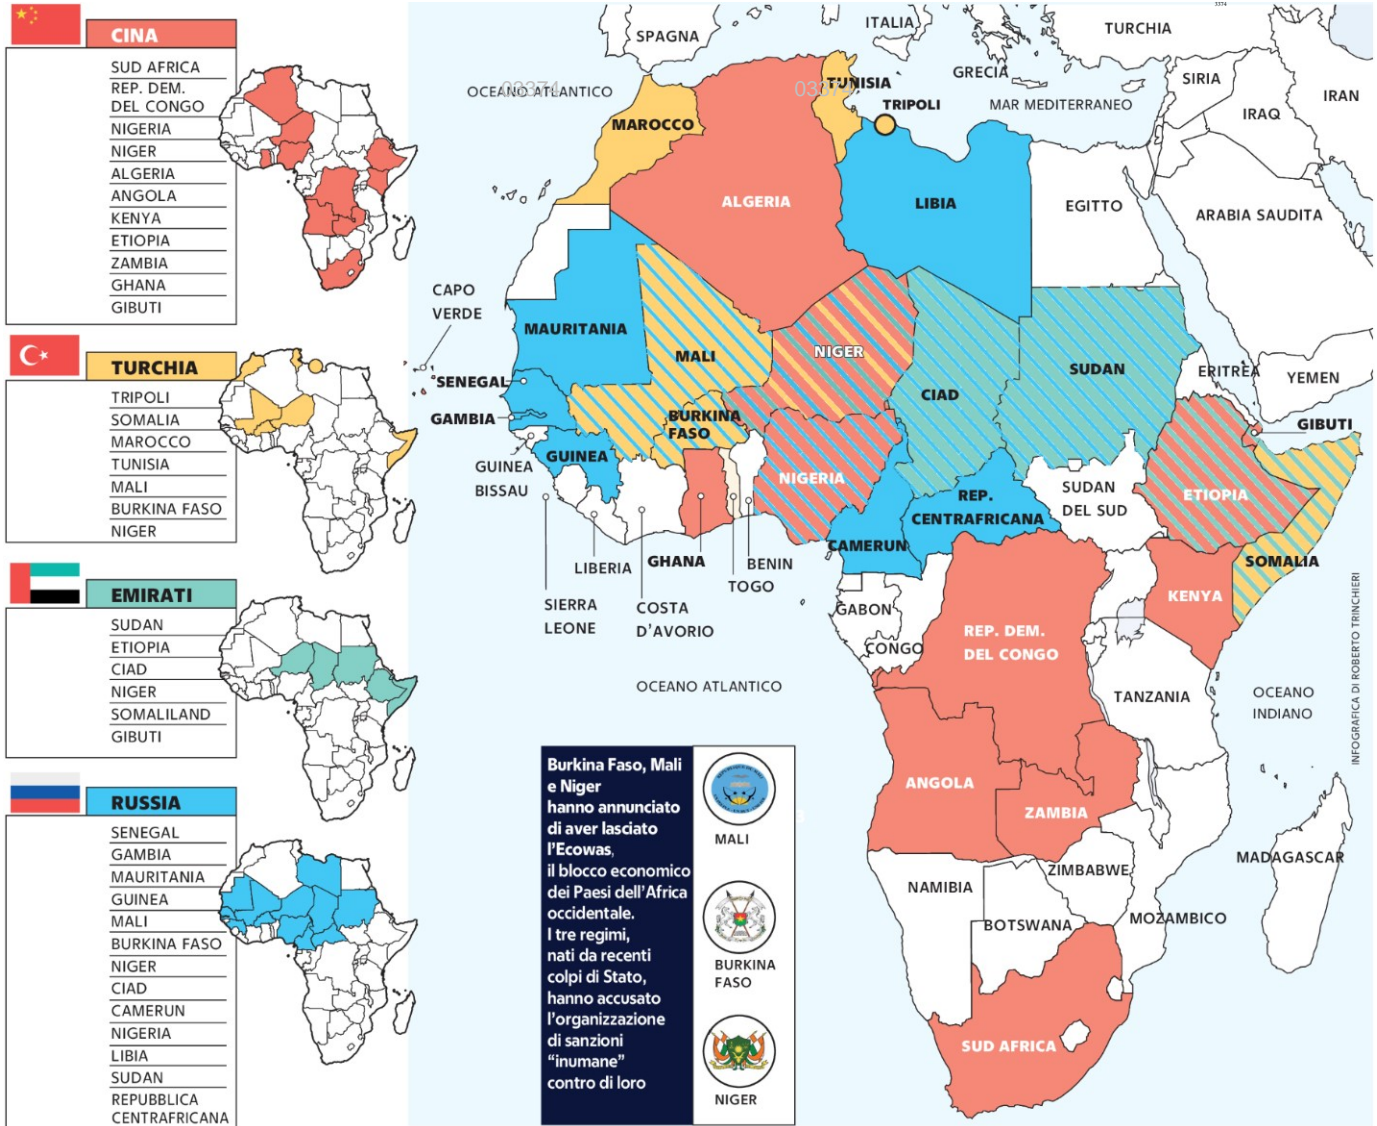 CINA
SUD AFRICA
REP. DEM.
DEL CONGO
NIGERIA
NIGER
ALGERIA
ANGOLA
KENYA
ETIOPIA
ZAMBIA
GHANA
GIBUTI
TURCHIA
TRIPOLI
SOMALIA
MAROCCO
TUNISIA
MALI
BURKINA FASO
NIGER
EMIRATI
SUDAN
ETIOPIA
CIAD
NIGER
SOMALILAND
GIBUTI
RUSSIA
SENEGAL
GAMBIA
MAURITANIA
GUINEA
MALI
BURKINA FASO
NIGER
CIAD
CAMERUN
NIGERIA
LIBIA
SUDAN
REPUBBLICA
CENTRAFRICANA
3374
SPAGNA
ITALIA
TURCHIA
GRECIA
SIRIA
IRAN
OCEANO ATLANTICO
03374
03374
TUNISIA
TRIPOLI
MAR MEDITERRANEO
IRAQ
MAROCCO
ALGERIA
LIBIA
EGITTO
ARABIA SAUDITA
CAPO
VERDE
MAURITANIA
MALI
NIGER
CIAD
SUDAN
ERITREA
YEMEN
SENEGAL
GAMBIA
BURKINA
FASO
GIBUTI
GUINEA
BISSAU
GUINEA
NIGERIA
REP.
CENTRAFRICANA
SUDAN
DEL SUD
ETIOPIA
CAMERUN
SOMALIA
LIBERIA
GHANA
BENIN
TOGO
SIERRA
LEONE
COSTA
D'AVORIO
GABON
CONGO
KENYA
REP. DEM.
DEL CONGO
OCEANO ATLANTICO
TANZANIA
OCEANO
INDIANO
ANGOLA
ZAMBIA
ZIMBABWE
MADAGASCAR
NAMIBIA
BOTSWANA
MOZAMBICO
SUD AFRICA
Burkina Faso, Mali
e Niger
hanno annunciato
di aver lasciato
l'Ecowas,
il blocco economico
dei Paesi dell'Africa
occidentale.
I tre regimi,
nati da recenti
colpi di Stato,
hanno accusato
l'organizzazione
di sanzioni
“inumane”
contro di loro
MALI
BURKINA
FASO
NIGER
INFOGRAFICA DI ROBERTO TRINCHIERI